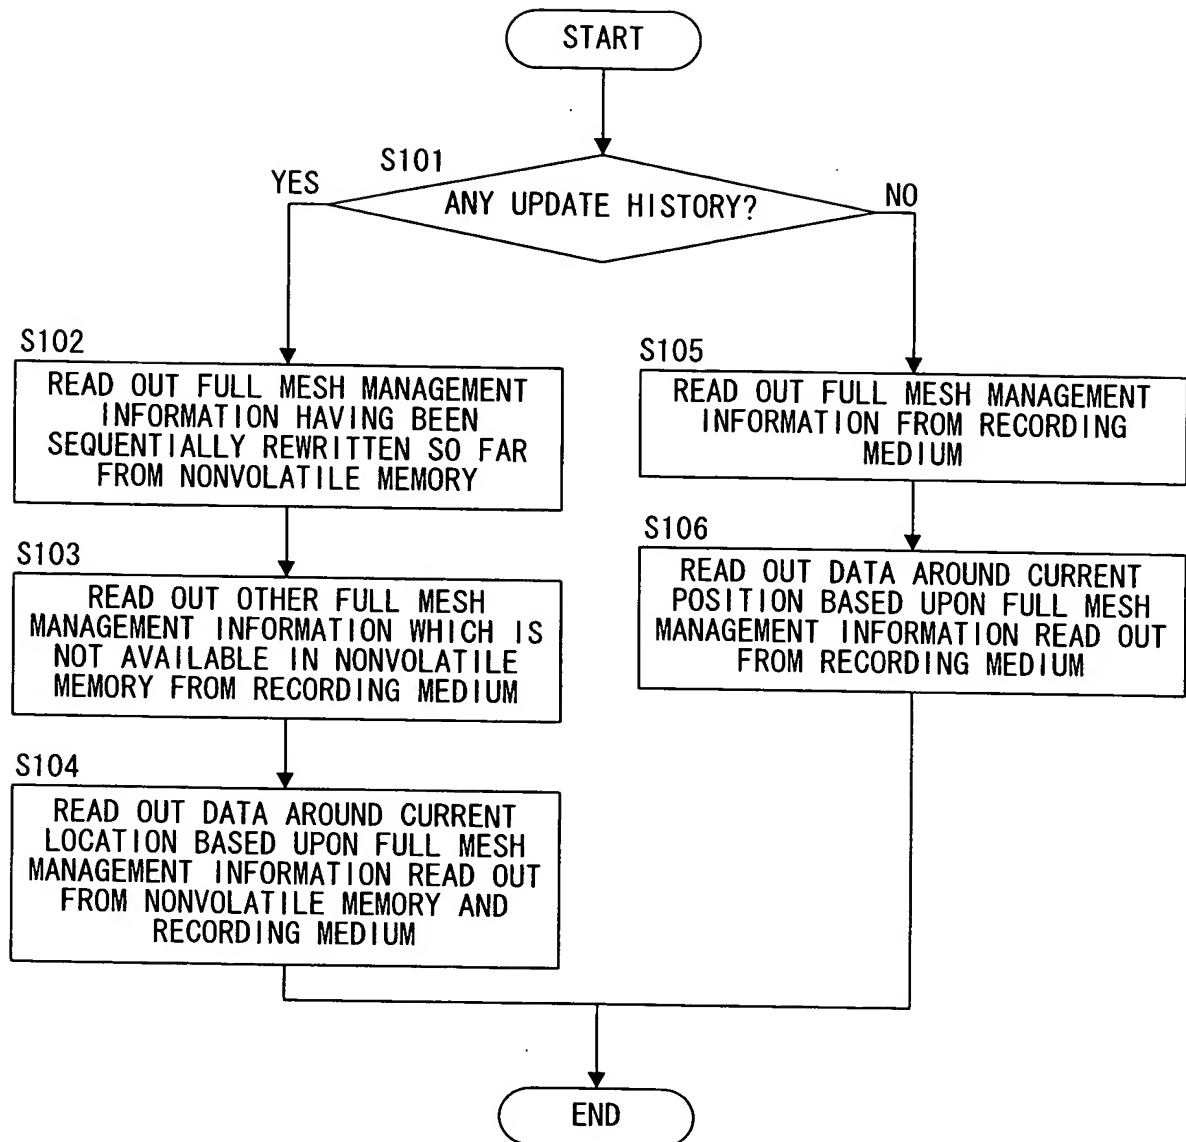 START
S101
YES
ANY UPDATE HISTORY?
NO
S102
READ OUT FULL MESH MANAGEMENT
INFORMATION HAVING BEEN
SEQUENTIALLY REWRITTEN SO FAR
FROM NONVOLATILE MEMORY
S103
READ OUT OTHER FULL MESH
MANAGEMENT INFORMATION WHICH IS
NOT AVAILABLE IN NONVOLATILE
MEMORY FROM RECORDING MEDIUM
S104
READ OUT DATA AROUND CURRENT
LOCATION BASED UPON FULL MESH
MANAGEMENT INFORMATION READ OUT
FROM NONVOLATILE MEMORY AND
RECORDING MEDIUM
S105
READ OUT FULL MESH MANAGEMENT
INFORMATION FROM RECORDING
MEDIUM
S106
READ OUT DATA AROUND CURRENT
POSITION BASED UPON FULL MESH
MANAGEMENT INFORMATION READ OUT
FROM RECORDING MEDIUM
END